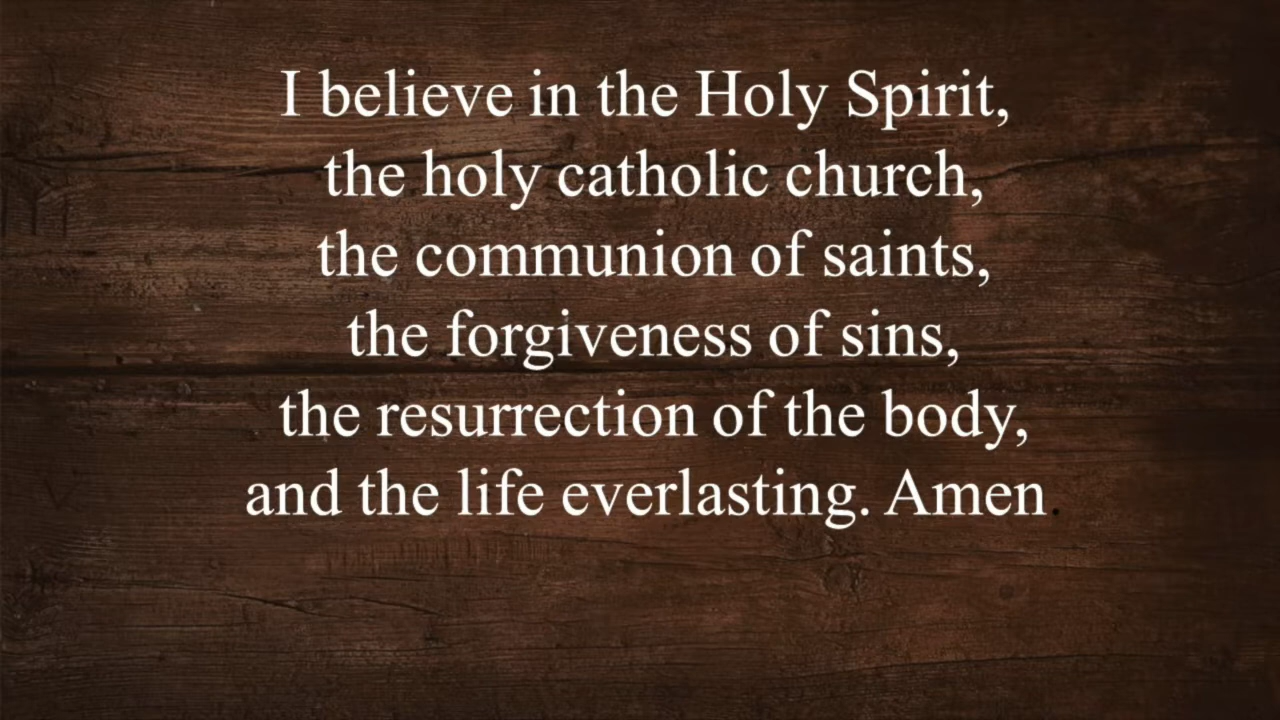 I believe in the Holy Spirit,
the holy catholic church,
the communion of saints,
the forgiveness of sins,
the resurrection of the body,
and the life everlasting. Amen.